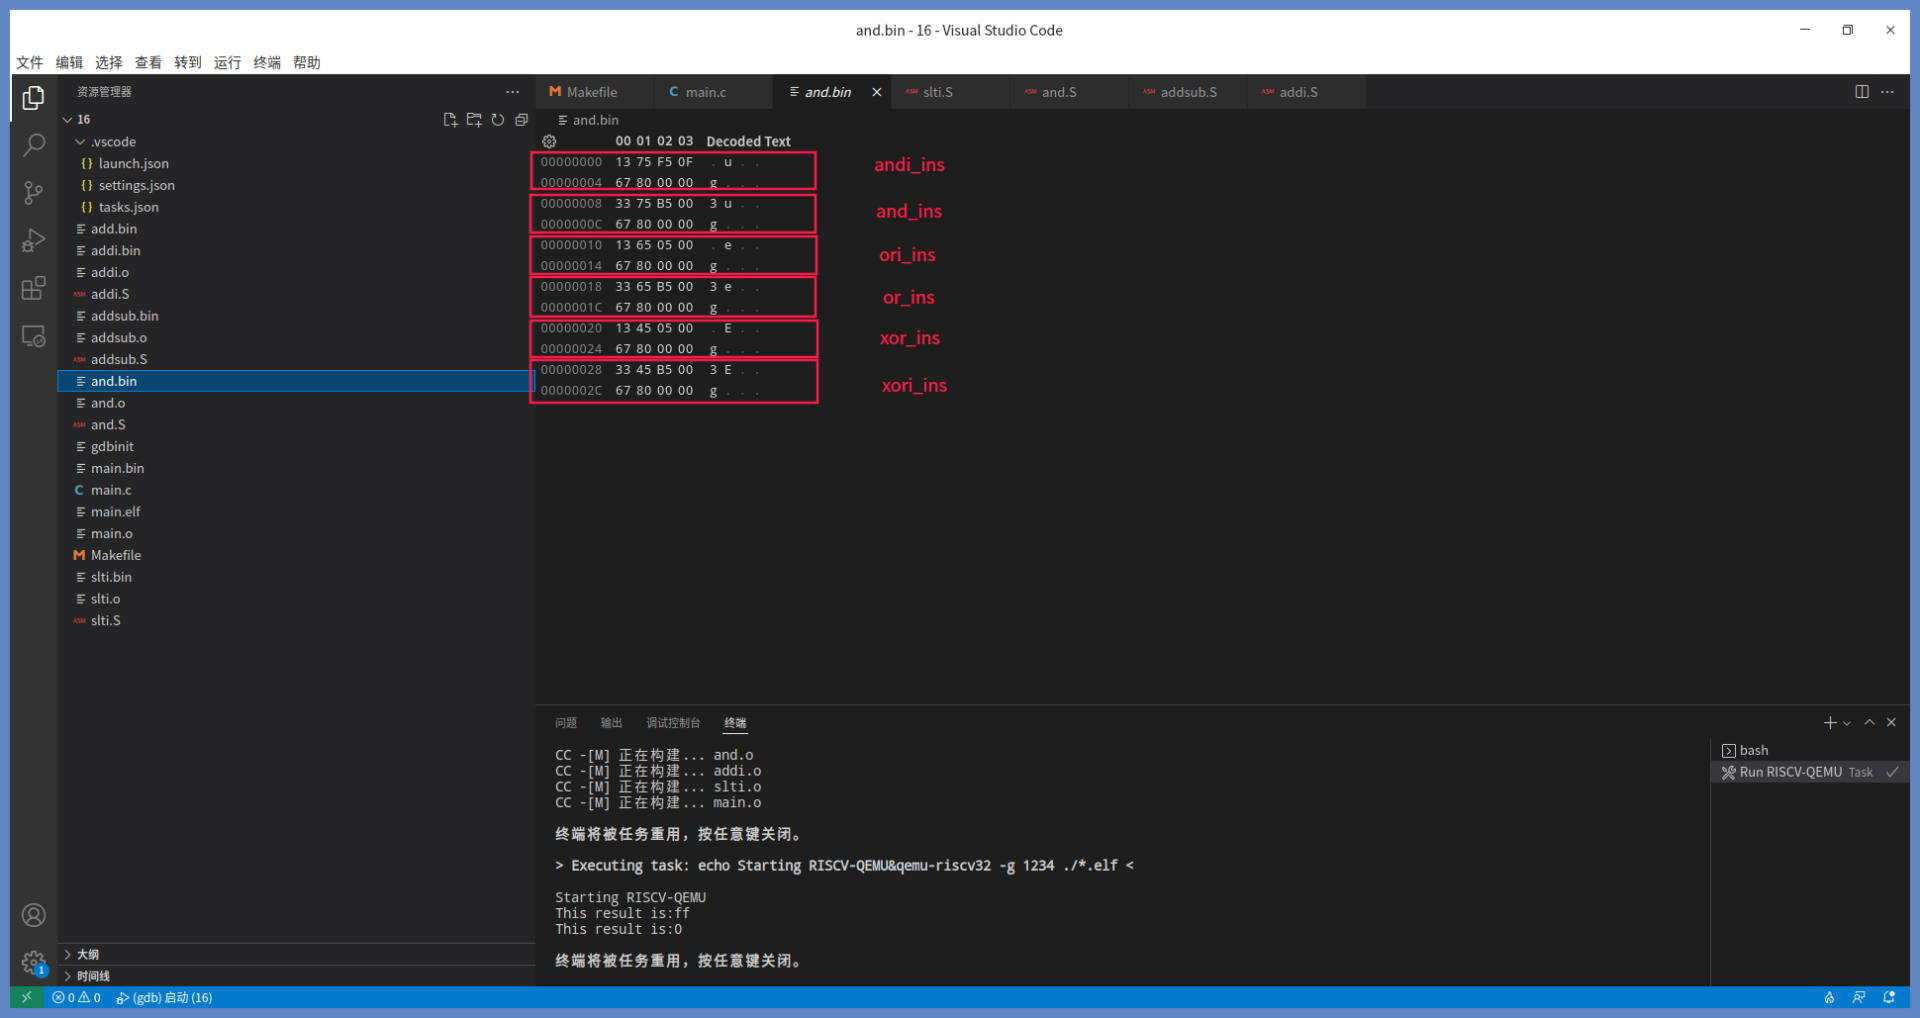 and.bin - 16 - Visual Studio Code
文件 编辑 选择 查看 转到 运行 终端 帮助
资源管理器
16
.vscode
{} launch.json
{} settings.json
{} tasks.json
add.bin
addi.bin
addi.o
ASM addi.S
addsub.bin
addsub.o
ASM addsub.S
and.bin
and.o
ASM and.S
gdbinit
main.bin
C main.c
main.elf
main.o
M Makefile
slti.bin
slti.o
ASM slti.S
大纲
时间线
M Makefile C main.c and.bin ASM slti.S ASM and.S ASM addsub.S ASM addi.S
and.bin
00 01 02 03 Decoded Text
00000000 13 75 F5 0F . u . .
00000004 67 80 00 00 g . . .
00000008 33 75 B5 00 3 u . .
0000000C 67 80 00 00 g . . .
00000010 13 65 05 00 . e . .
00000014 67 80 00 00 g . . .
00000018 33 65 B5 00 3 e . .
0000001C 67 80 00 00 g . . .
00000020 13 45 05 00 . E . .
00000024 67 80 00 00 g . . .
00000028 33 45 B5 00 3 E . .
0000002C 67 80 00 00 g . . .
andi_ins
and_ins
ori_ins
or_ins
xor_ins
xori_ins
问题 输出 调试控制台 终端
CC -[M] 正在构建... and.o
CC -[M] 正在构建... addi.o
CC -[M] 正在构建... slti.o
CC -[M] 正在构建... main.o
终端将被任务重用，按任意键关闭。
> Executing task: echo Starting RISCV-QEMU&qemu-riscv32 -g 1234 ./*.elf <
Starting RISCV-QEMU
This result is:ff
This result is:0
终端将被任务重用，按任意键关闭。
bash
Run RISCV-QEMU Task
1
0 0 (gdb) 启动 (16)